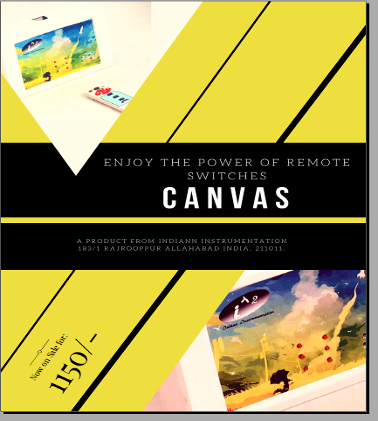 ENJOY THE POWER OF REMOTE
SWITCHES
CANVAS
A PRODUCT FROM INDIANN INSTRUMENTATION
183/1 RAJROOPPUR ALLAHABAD INDIA. 211011.
Now on Sale for:
1150/-
i^2